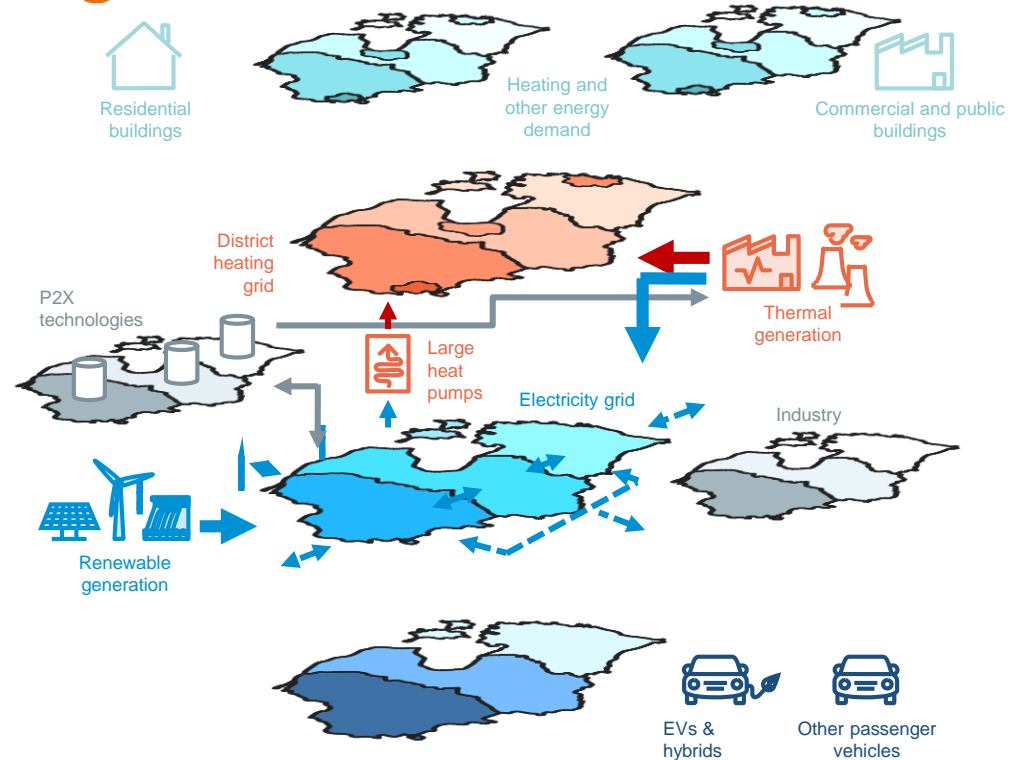 Residential
buildings
Heating and
other energy
demand
Commercial and public
buildings
District
heating
grid
P2X
technologies
Thermal
generation
Large
heat
pumps
Electricity grid
Industry
Renewable
generation
EVs &
hybrids
Other passenger
vehicles